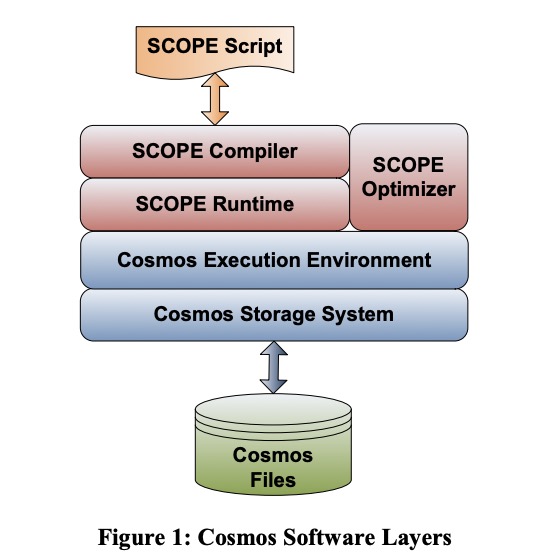 SCOPE Script
SCOPE Compiler
SCOPE
Optimizer
SCOPE Runtime
Cosmos Execution Environment
Cosmos Storage System
Cosmos
Files
Figure 1: Cosmos Software Layers